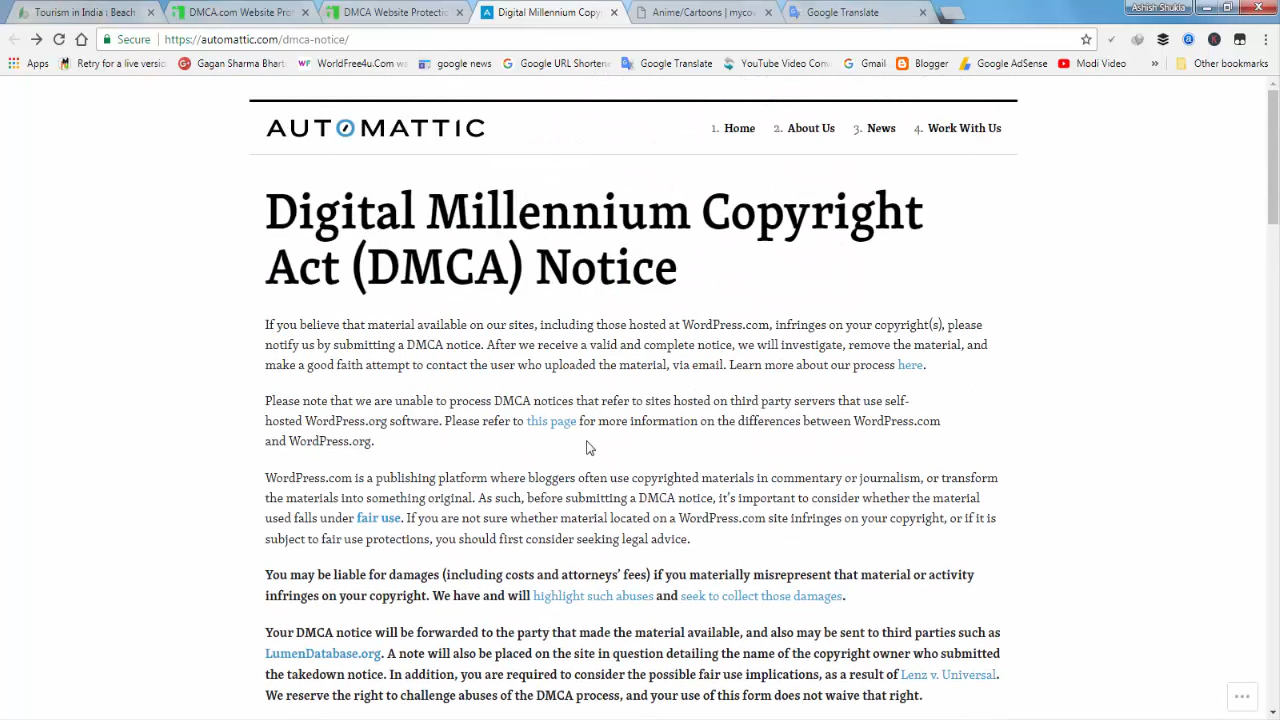 Tourism in India : Beach
DMCA.com Website Pro
DMCA Website Protectio
Digital Millennium Copy
Anime/Cartoons | mycov
Google Translate
Ashish Shukla
Secure
https://automattic.com/dmca-notice/
Apps
Retry for a live versio
Gagan Sharma Bhart
WorldFree4u.Com wa
google news
Google URL Shortene
Google Translate
YouTube Video Conv
Gmail
Blogger
Google AdSense
Modi Video
»
Other bookmarks
AUTOMATTIC
1. Home 2. About Us 3. News 4. Work With Us
Digital Millennium Copyright
Act (DMCA) Notice
If you believe that material available on our sites, including those hosted at WordPress.com, infringes on your copyright(s), please
notify us by submitting a DMCA notice. After we receive a valid and complete notice, we will investigate, remove the material, and
make a good faith attempt to contact the user who uploaded the material, via email. Learn more about our process here.
Please note that we are unable to process DMCA notices that refer to sites hosted on third party servers that use self-
hosted WordPress.org software. Please refer to this page for more information on the differences between WordPress.com
and WordPress.org.
WordPress.com is a publishing platform where bloggers often use copyrighted materials in commentary or journalism, or transform
the materials into something original. As such, before submitting a DMCA notice, it's important to consider whether the material
used falls under fair use. If you are not sure whether material located on a WordPress.com site infringes on your copyright, or if it is
subject to fair use protections, you should first consider seeking legal advice.
You may be liable for damages (including costs and attorneys' fees) if you materially misrepresent that material or activity
infringes on your copyright. We have and will highlight such abuses and seek to collect those damages.
Your DMCA notice will be forwarded to the party that made the material available, and also may be sent to third parties such as
LumenDatabase.org. A note will also be placed on the site in question detailing the name of the copyright owner who submitted
the takedown notice. In addition, you are required to consider the possible fair use implications, as a result of Lenz v. Universal.
We reserve the right to challenge abuses of the DMCA process, and your use of this form does not waive that right.